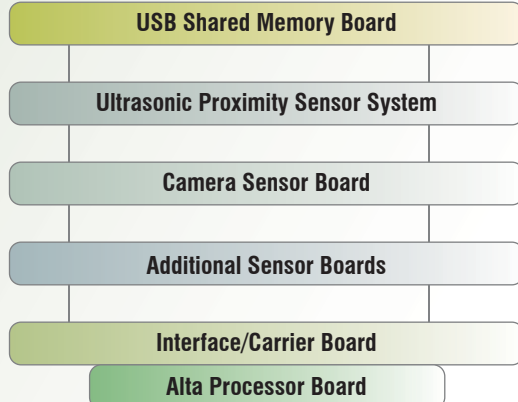 USB Shared Memory Board
Ultrasonic Proximity Sensor System
Camera Sensor Board
Additional Sensor Boards
Interface/Carrier Board
Alta Processor Board